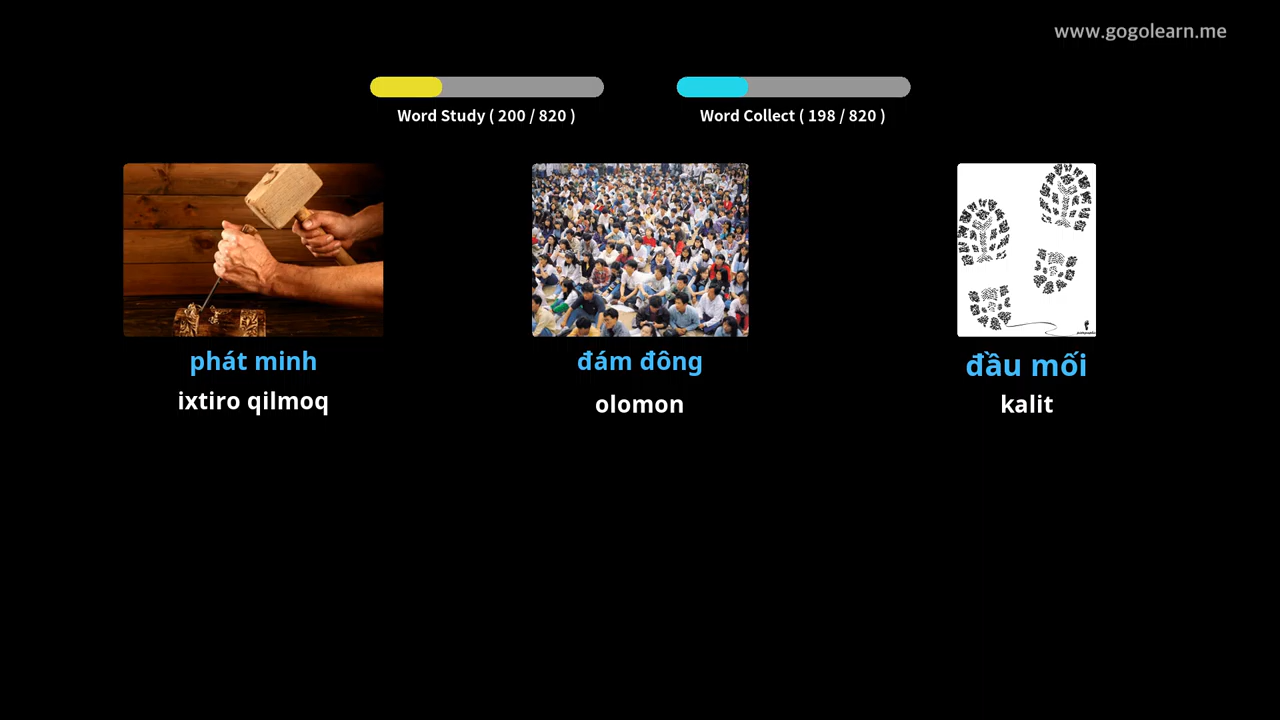 www.gogolearn.me
Word Study ( 200 / 820 )
Word Collect ( 198 / 820 )
phát minh
ixtiro qilmoq
đám đông
olomon
đầu mối
kalit